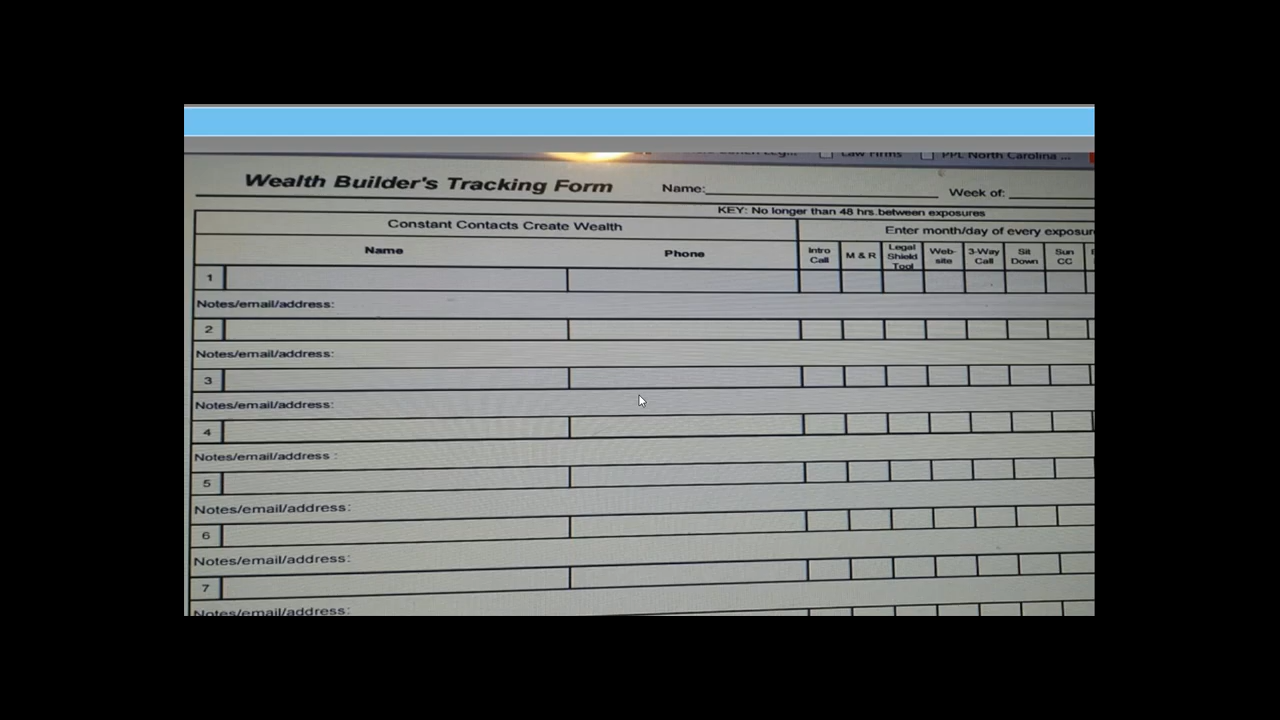 Law Firms PPL North Carolina ...
Wealth Builder's Tracking Form Name: Week of:
KEY: No longer than 48 hrs.between exposures
Constant Contacts Create Wealth Enter month/day of every
Name Phone Intro Call M & R Legal Shield Tool Web-site 3-Way Call Sit Down Sun CC
1
Notes/email/address:
2
Notes/email/address:
3
Notes/email/address:
4
Notes/email/address :
5
Notes/email/address:
6
Notes/email/address:
7
Notes/email/address: